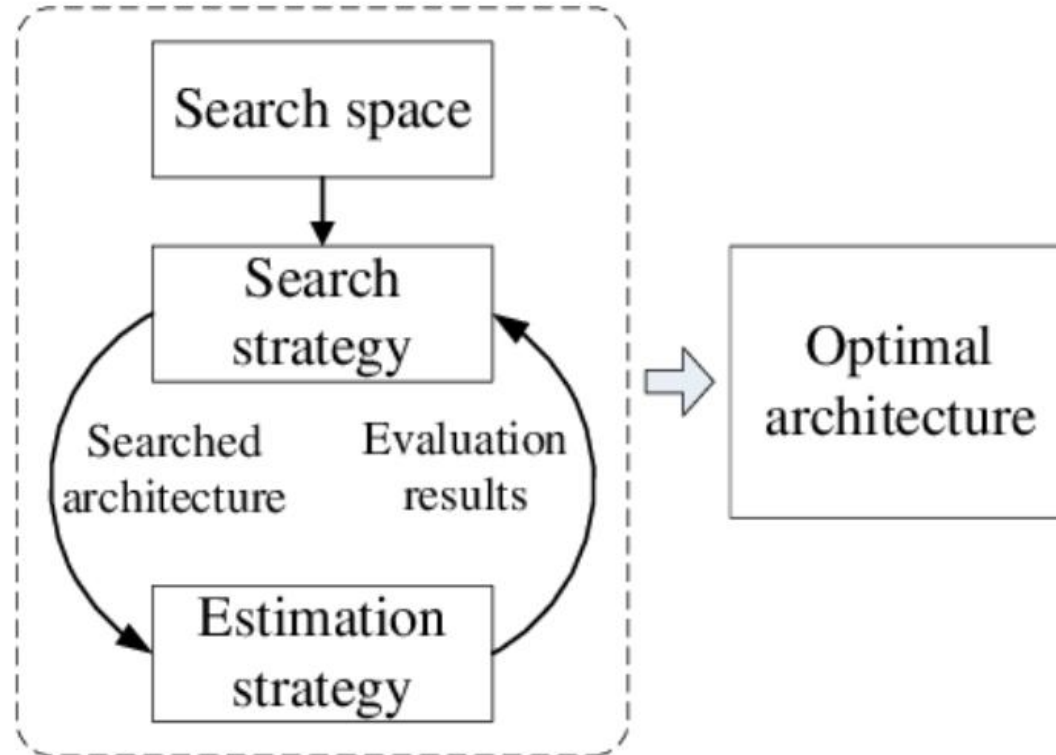 Search space
Search
strategy
Searched
architecture
Evaluation
results
Estimation
strategy
Optimal
architecture